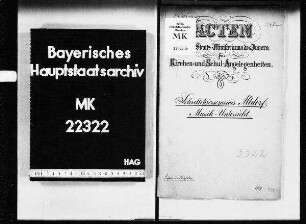 Bayerisches
Hauptstaatsarchiv
MK
22322
HAG
MK
ACTEN
Staats-Ministeriums des Innern
für
Kirchen- und Schul-Angelegenheiten.
Schullehrerseminar Altdorf
Musik-Unterricht